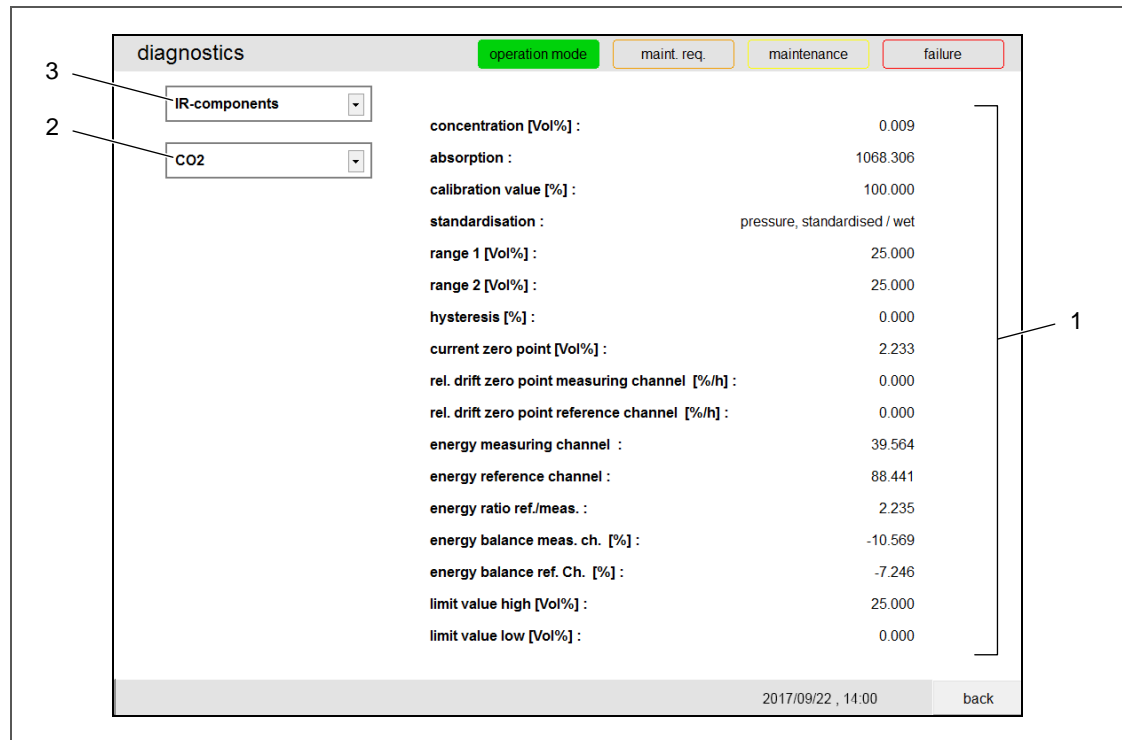 diagnostics operation mode maint. req. maintenance failure
3 IR-components
concentration [Vol%] : 0.009
2 CO2
absorption : 1068.306
calibration value [%] : 100.000
standardisation : pressure, standardised / wet
range 1 [Vol%] : 25.000
range 2 [Vol%] : 25.000
hysteresis [%] : 0.000
1
current zero point [Vol%] : 2.233
rel. drift zero point measuring channel [%/h] : 0.000
rel. drift zero point reference channel [%/h] : 0.000
energy measuring channel : 39.564
energy reference channel : 88.441
energy ratio ref./meas. : 2.235
energy balance meas. ch. [%] : -10.569
energy balance ref. Ch. [%] : -7.246
limit value high [Vol%] : 25.000
limit value low [Vol%] : 0.000
2017/09/22 , 14:00 back